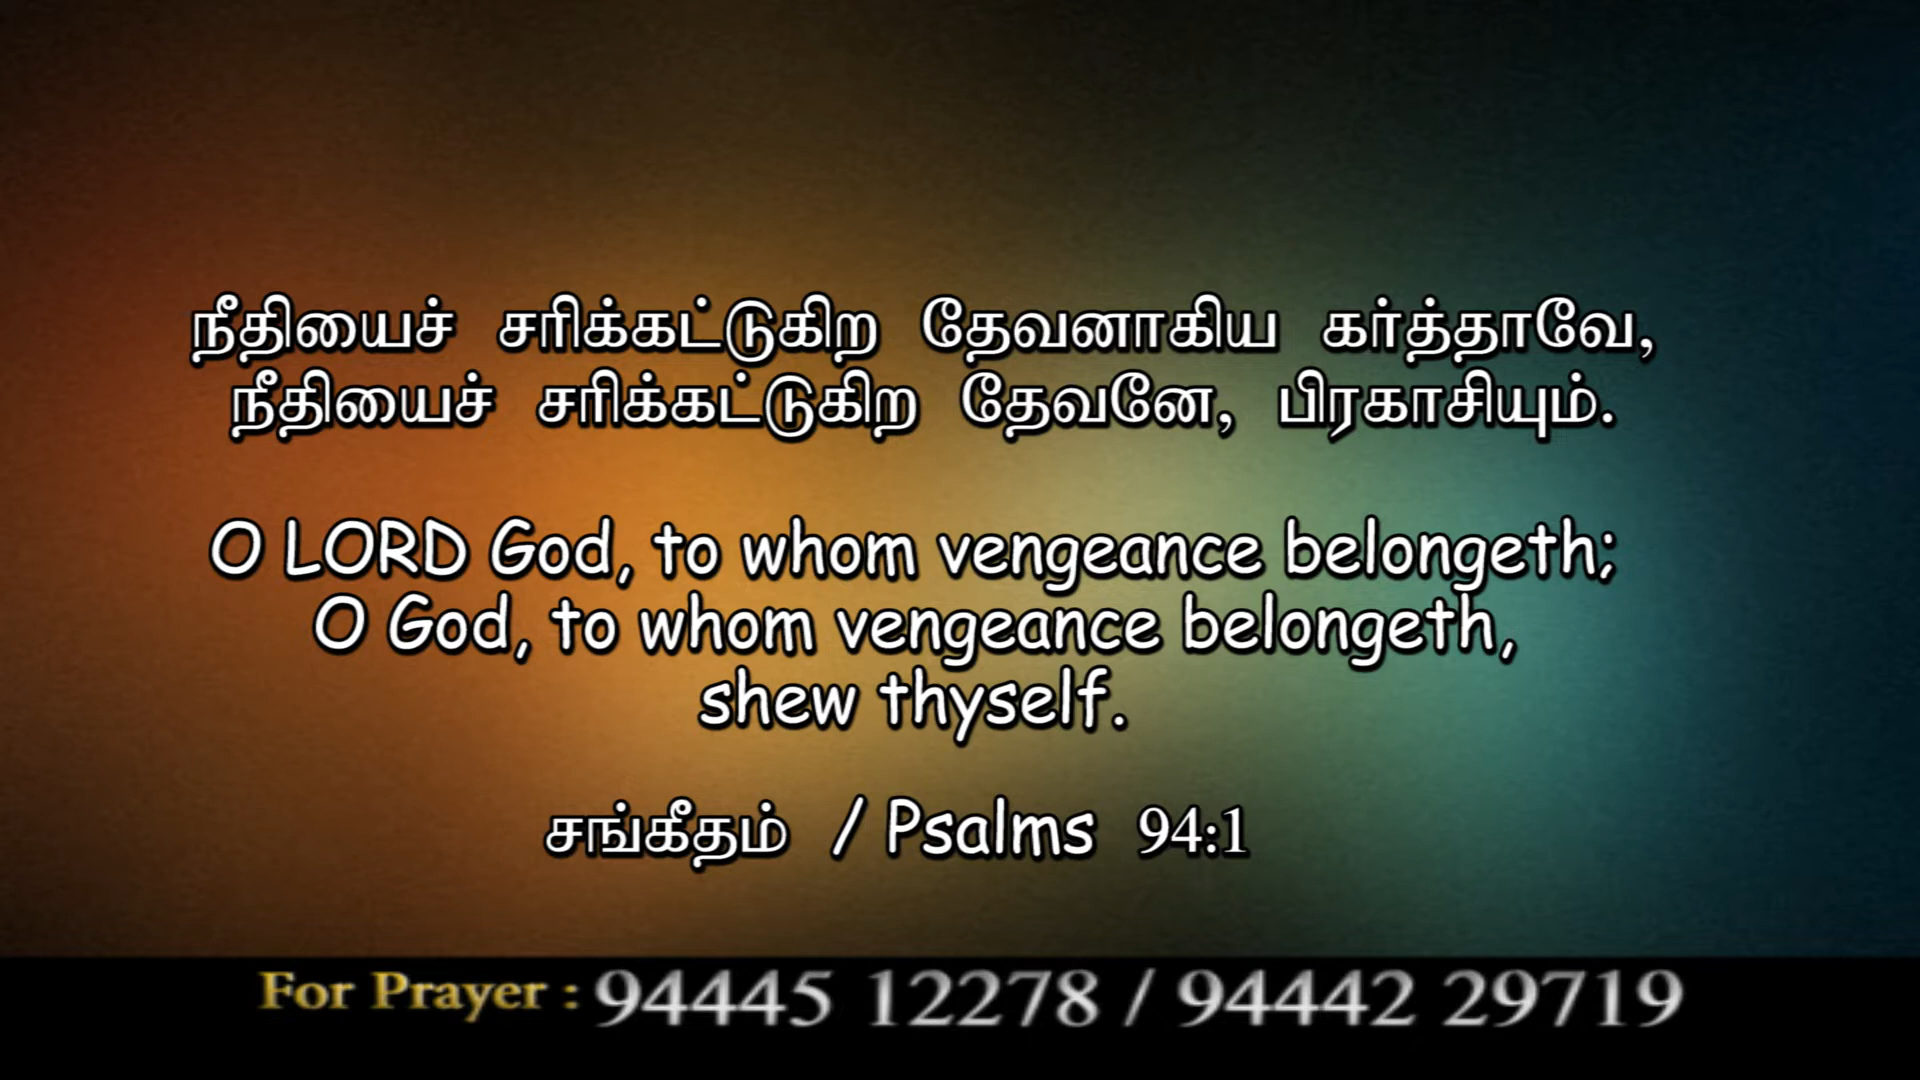 நீதியைச் சரிக்கட்டுகிற தேவனாகிய கர்த்தாவே,
நீதியைச் சரிக்கட்டுகிற தேவனே, பிரகாசியும்.
O LORD God, to whom vengeance belongeth;
O God, to whom vengeance belongeth,
shew thyself.
சங்கீதம் / Psalms 94:1
For Prayer : 94445 12278 / 94442 29719